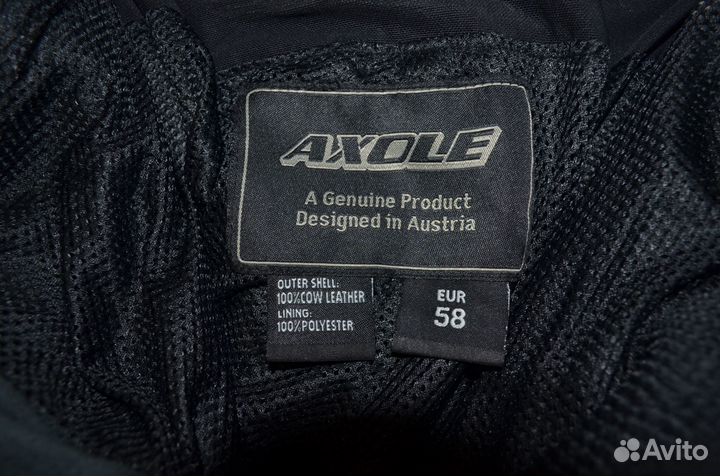 AXOLE
A Genuine Product
Designed in Austria
OUTER SHELL:
100%COW LEATHER
LINING:
100%POLYESTER
EUR
58
Avito